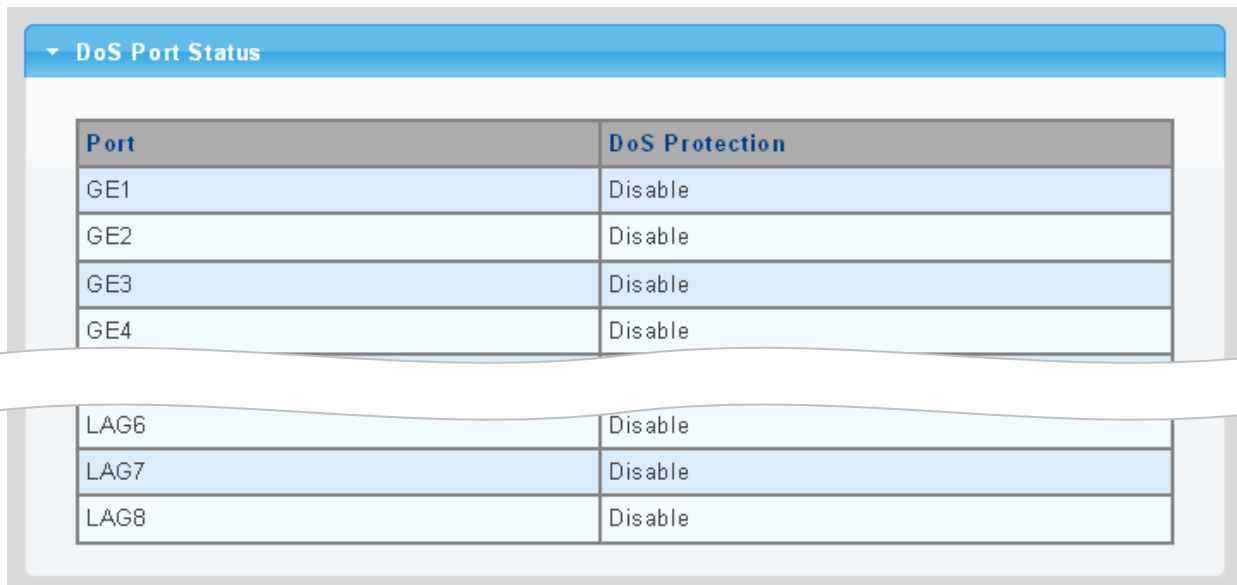 DoS Port Status
Port DoS Protection
GE1 Disable
GE2 Disable
GE3 Disable
GE4 Disable
LAG6 Disable
LAG7 Disable
LAG8 Disable